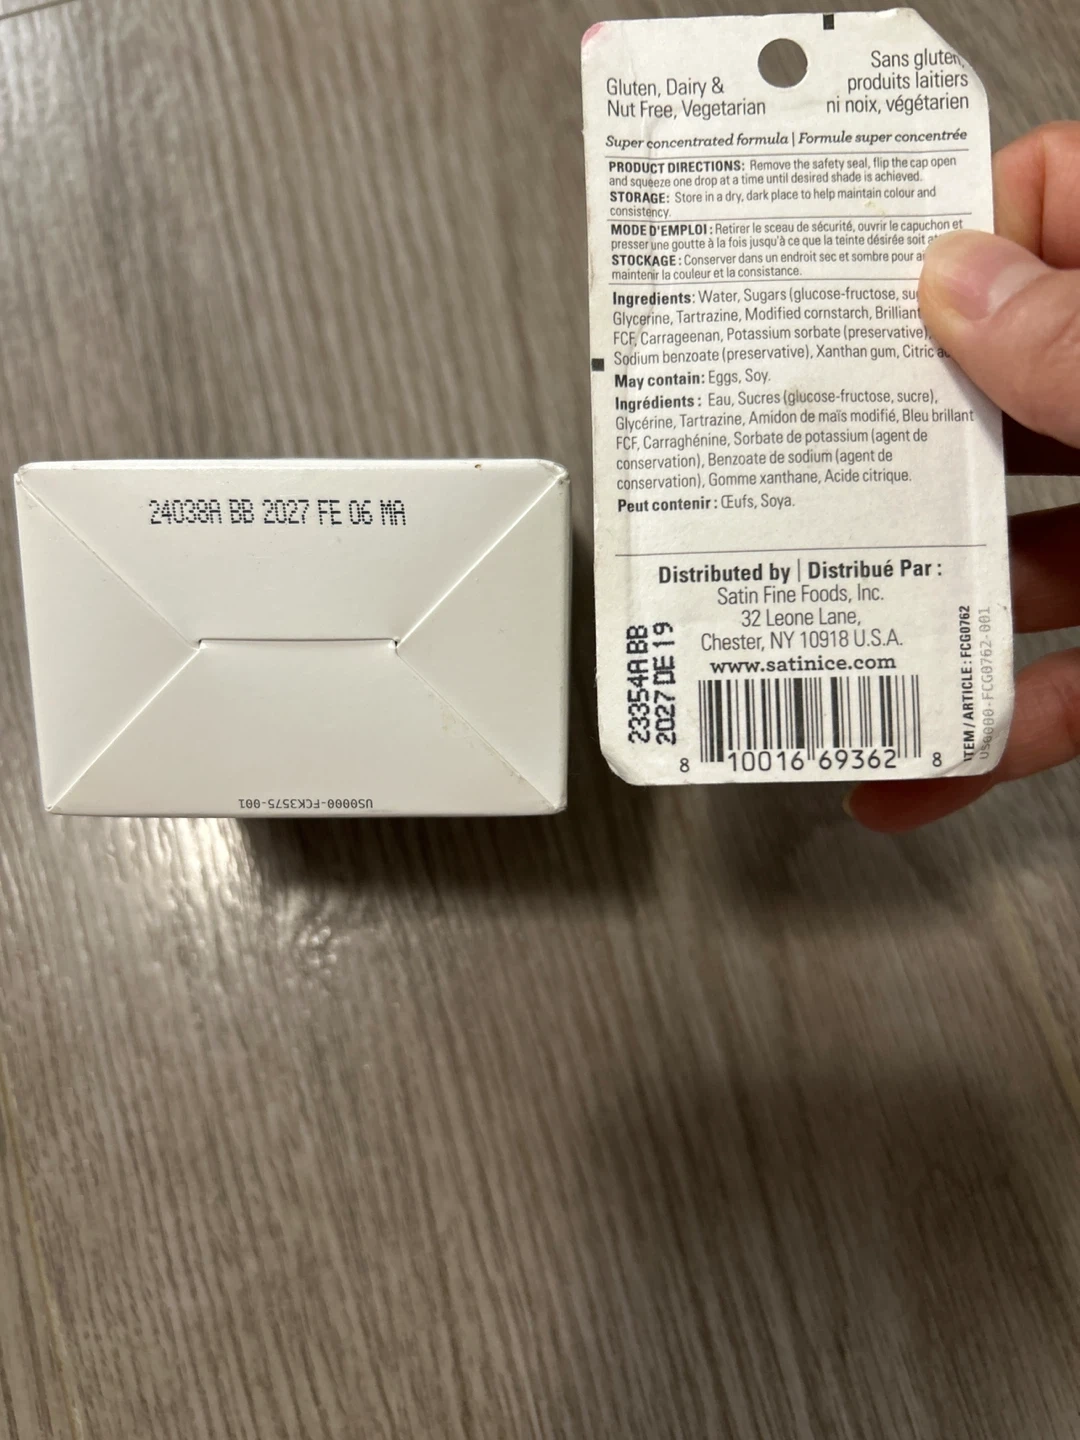 24038A BB 2027 FE 06 MA
US0000-FCK3575-001
Gluten, Dairy &
Nut Free, Vegetarian
Sans gluten,
produits laitiers
ni noix, végétarien
Super concentrated formula | Formule super concentrée
PRODUCT DIRECTIONS: Remove the safety seal, flip the cap open
and squeeze one drop at a time until desired shade is achieved.
STORAGE: Store in a dry, dark place to help maintain colour and
consistency.
MODE D'EMPLOI : Retirer le sceau de sécurité, ouvrir le capuchon et
presser une goutte à la fois jusqu'à ce que la teinte désirée soit
STOCKAGE : Conserver dans un endroit sec et sombre pour
maintenir la couleur et la consistance.
Ingredients: Water, Sugars (glucose-fructose,
Glycerine, Tartrazine, Modified cornstarch, Brilliant
FCF, Carrageenan, Potassium sorbate (preservative),
Sodium benzoate (preservative), Xanthan gum, Citric
May contain: Eggs, Soy.
Ingrédients : Eau, Sucres (glucose-fructose, sucre),
Glycérine, Tartrazine, Amidon de maïs modifié, Bleu brillant
FCF, Carraghénine, Sorbate de potassium (agent de
conservation), Benzoate de sodium (agent de
conservation), Gomme xanthane, Acide citrique.
Peut contenir : Œufs, Soya.
Distributed by | Distribué Par :
Satin Fine Foods, Inc.
32 Leone Lane,
Chester, NY 10918 U.S.A.
www.satinice.com
23354A BB
2027 DE 19
8 10016 69362 8
ITEM / ARTICLE : FCG0762
US0000-FCG0762-001